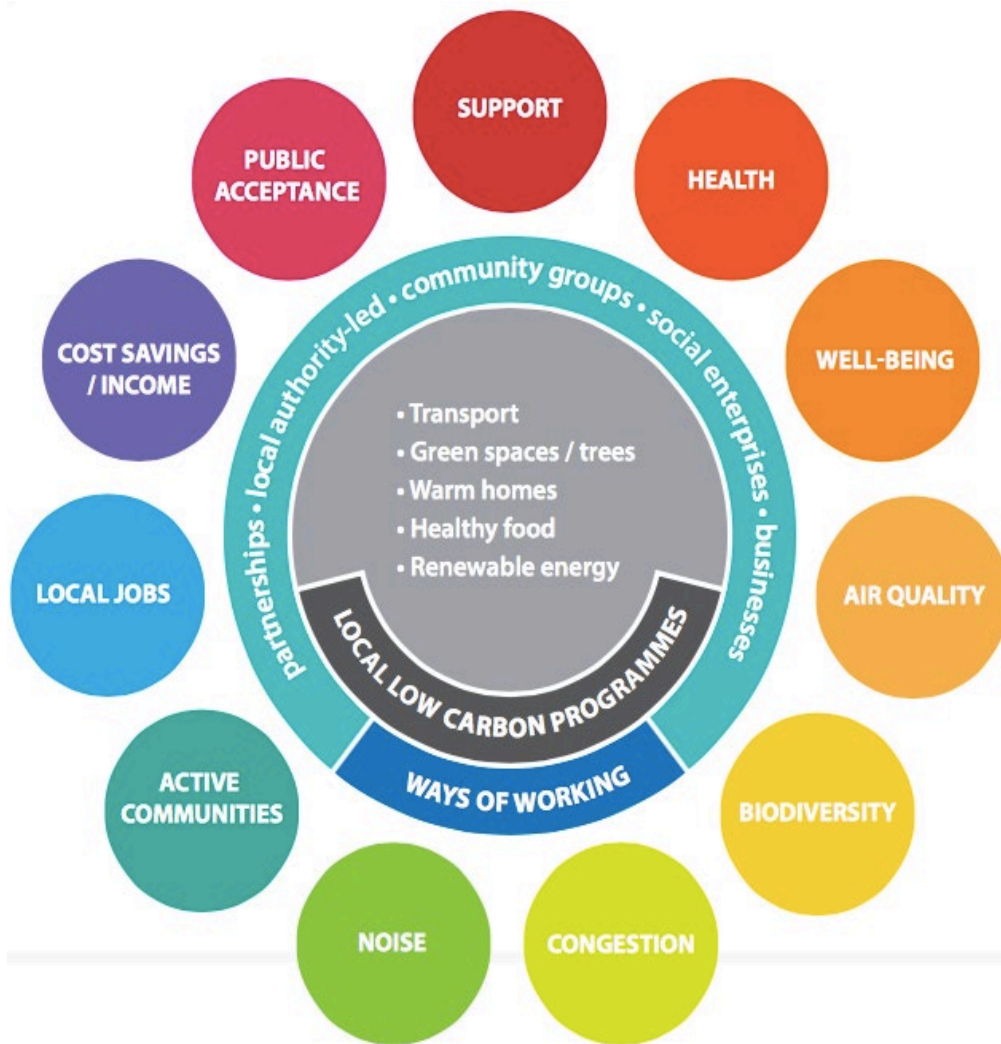 SUPPORT
HEALTH
WELL-BEING
AIR QUALITY
BIODIVERSITY
CONGESTION
NOISE
ACTIVE
COMMUNITIES
LOCAL JOBS
COST SAVINGS
/ INCOME
PUBLIC
ACCEPTANCE
partnerships • local authority-led • community groups • social enterprises • businesses
• Transport
• Green spaces / trees
• Warm homes
• Healthy food
• Renewable energy
LOCAL LOW CARBON PROGRAMMES
WAYS OF WORKING